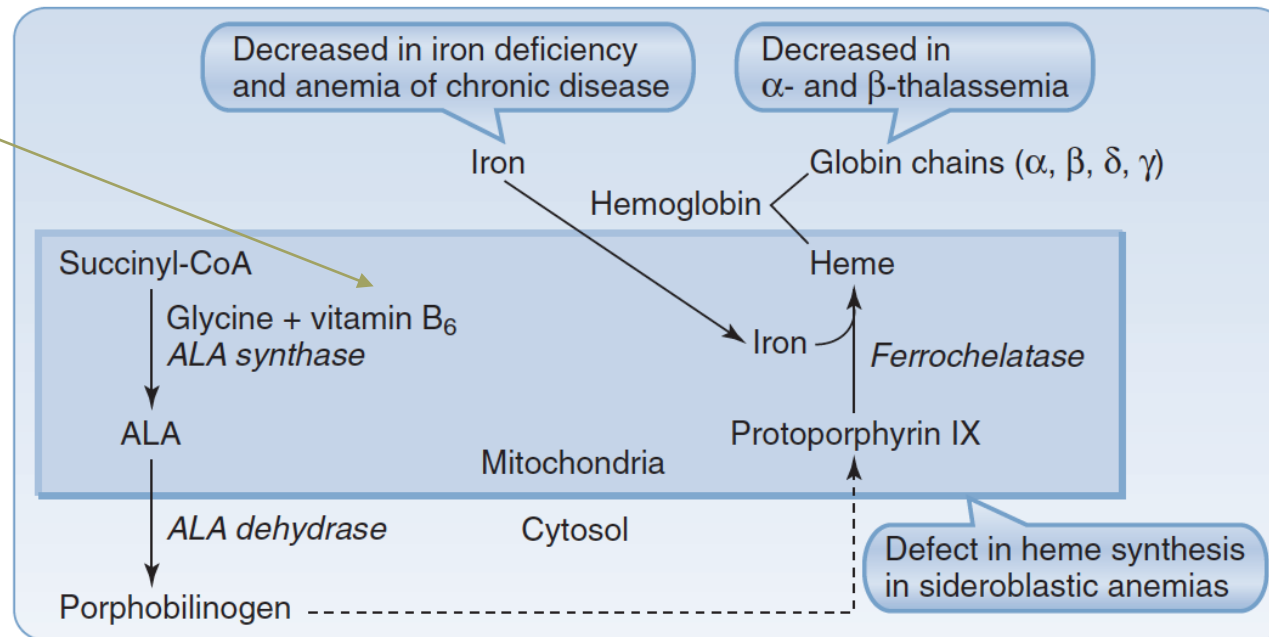 Decreased in iron deficiency
and anemia of chronic disease
Decreased in
α- and β-thalassemia
Iron
Globin chains (α, β, δ, γ)
Hemoglobin
Succinyl-CoA
Heme
Glycine + vitamin B₆
ALA synthase
Iron
Ferrochelatase
ALA
Protoporphyrin IX
Mitochondria
ALA dehydrase
Cytosol
Defect in heme synthesis
in sideroblastic anemias
Porphobilinogen